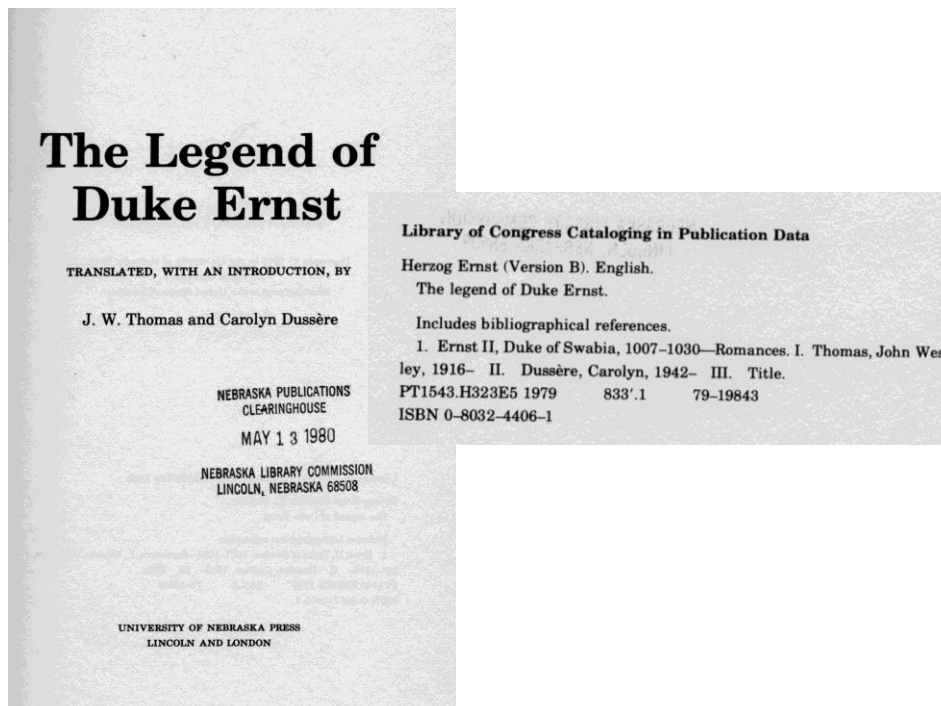 The Legend of
Duke Ernst
TRANSLATED, WITH AN INTRODUCTION, BY
J. W. Thomas and Carolyn Dussère
NEBRASKA PUBLICATIONS
CLEARINGHOUSE
MAY 13 1980
NEBRASKA LIBRARY COMMISSION
LINCOLN, NEBRASKA 68508
UNIVERSITY OF NEBRASKA PRESS
LINCOLN AND LONDON
Library of Congress Cataloging in Publication Data
Herzog Ernst (Version B). English.
The legend of Duke Ernst.
Includes bibliographical references.
1. Ernst II, Duke of Swabia, 1007–1030—Romances. I. Thomas, John Wes
ley, 1916– II. Dussère, Carolyn, 1942– III. Title.
PT1543.H323E5 1979 833'.1 79–19843
ISBN 0–8032–4406–1